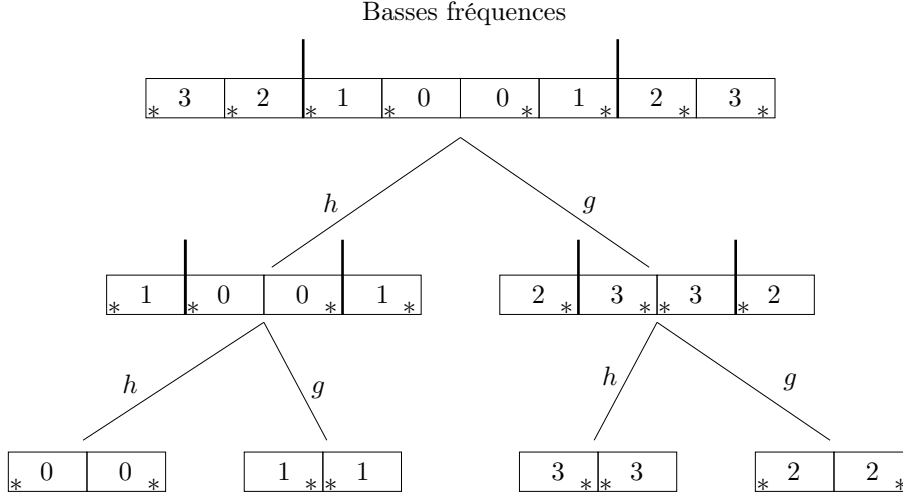 Basses fréquences
* 3 * 2 * 1 * 0 0 * 1 * 2 * 3 *
h g
* 1 * 0 0 * 1 * 2 * 3 * * 3 * 2
h g h g
* 0 0 * 1 * * 1 3 * * 3 * 2 2 *